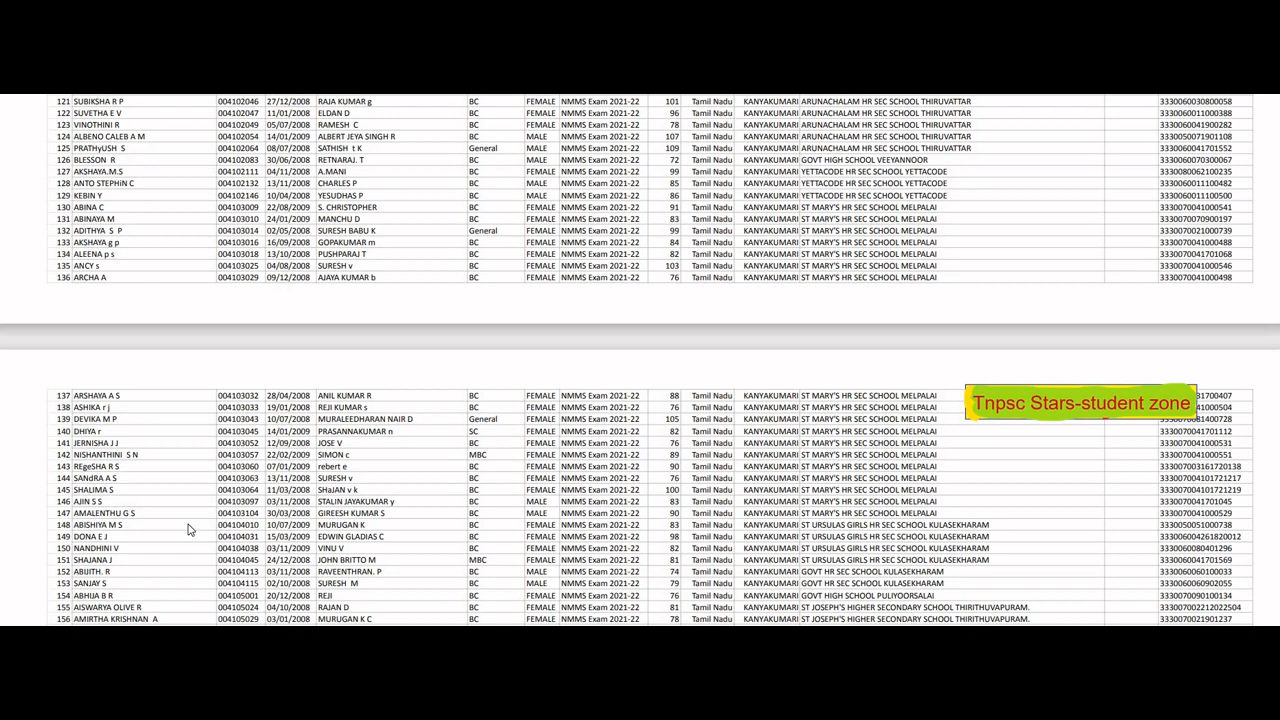 121 SUBIKSHA R P 004102046 27/12/2008 RAJA KUMAR g BC FEMALE NMMS Exam 2021-22 101 Tamil Nadu KANYAKUMARI ARUNACHALAM HR SEC SCHOOL THIRUVATTAR 3330060030800058
122 SUVETHA E V 004102047 11/01/2008 ELDAN D BC FEMALE NMMS Exam 2021-22 96 Tamil Nadu KANYAKUMARI ARUNACHALAM HR SEC SCHOOL THIRUVATTAR 3330060011000388
123 VINOTHINI R 004102049 05/07/2008 RAMESH C BC FEMALE NMMS Exam 2021-22 78 Tamil Nadu KANYAKUMARI ARUNACHALAM HR SEC SCHOOL THIRUVATTAR 3330060041900282
124 ALBENO CALEB A M 004102054 14/01/2009 ALBERT JEYA SINGH R BC MALE NMMS Exam 2021-22 107 Tamil Nadu KANYAKUMARI ARUNACHALAM HR SEC SCHOOL THIRUVATTAR 3330050071901108
125 PRATHyUSH S 004102064 08/07/2008 SATHISH t K General MALE NMMS Exam 2021-22 109 Tamil Nadu KANYAKUMARI ARUNACHALAM HR SEC SCHOOL THIRUVATTAR 3330060041701552
126 BLESSON R 004102083 30/06/2008 RETNARAJ. T BC MALE NMMS Exam 2021-22 72 Tamil Nadu KANYAKUMARI GOVT HIGH SCHOOL VEEYANNOOR 3330060070300067
127 AKSHAYA.M.S 004102111 04/11/2008 A.MANI BC FEMALE NMMS Exam 2021-22 99 Tamil Nadu KANYAKUMARI YETTACODE HR SEC SCHOOL YETTACODE 3330080062100235
128 ANTO STEPHiN C 004102132 13/11/2008 CHARLES P BC MALE NMMS Exam 2021-22 85 Tamil Nadu KANYAKUMARI YETTACODE HR SEC SCHOOL YETTACODE 3330060011100482
129 KEBIN Y 004102146 10/04/2008 YESUDHAS P BC MALE NMMS Exam 2021-22 86 Tamil Nadu KANYAKUMARI YETTACODE HR SEC SCHOOL YETTACODE 3330060011100500
130 ABINA C 004103009 22/08/2009 S. CHRISTOPHER BC FEMALE NMMS Exam 2021-22 91 Tamil Nadu KANYAKUMARI ST MARY'S HR SEC SCHOOL MELPALAI 3330070041000541
131 ABINAYA M 004103010 24/01/2009 MANCHU D BC FEMALE NMMS Exam 2021-22 83 Tamil Nadu KANYAKUMARI ST MARY'S HR SEC SCHOOL MELPALAI 3330070070900197
132 ADITHYA S P 004103014 02/05/2008 SURESH BABU K General FEMALE NMMS Exam 2021-22 99 Tamil Nadu KANYAKUMARI ST MARY'S HR SEC SCHOOL MELPALAI 3330070021000739
133 AKSHAYA g p 004103016 16/09/2008 GOPAKUMAR m BC FEMALE NMMS Exam 2021-22 84 Tamil Nadu KANYAKUMARI ST MARY'S HR SEC SCHOOL MELPALAI 3330070041000488
134 ALEENA p s 004103018 13/10/2008 PUSHPARAJ T BC FEMALE NMMS Exam 2021-22 82 Tamil Nadu KANYAKUMARI ST MARY'S HR SEC SCHOOL MELPALAI 3330070041701068
135 ANCY s 004103025 04/08/2008 SURESH v BC FEMALE NMMS Exam 2021-22 103 Tamil Nadu KANYAKUMARI ST MARY'S HR SEC SCHOOL MELPALAI 3330070041000546
136 ARCHA A 004103029 09/12/2008 AJAYA KUMAR b BC FEMALE NMMS Exam 2021-22 76 Tamil Nadu KANYAKUMARI ST MARY'S HR SEC SCHOOL MELPALAI 3330070041000498
137 ARSHAYA A S 004103032 28/04/2008 ANIL KUMAR R BC FEMALE NMMS Exam 2021-22 88 Tamil Nadu KANYAKUMARI ST MARY'S HR SEC SCHOOL MELPALAI
Tnpsc Stars-student zone
138 ASHIKA r j 004103033 19/01/2008 REJI KUMAR s BC FEMALE NMMS Exam 2021-22 76 Tamil Nadu KANYAKUMARI ST MARY'S HR SEC SCHOOL MELPALAI
139 DEVIKA M P 004103043 10/07/2008 MURALEEDHARAN NAIR D General FEMALE NMMS Exam 2021-22 105 Tamil Nadu KANYAKUMARI ST MARY'S HR SEC SCHOOL MELPALAI
140 DHIYA r 004103045 14/01/2009 PRASANNAKUMAR n SC FEMALE NMMS Exam 2021-22 82 Tamil Nadu KANYAKUMARI ST MARY'S HR SEC SCHOOL MELPALAI 3330070041701112
141 JERNISHA J J 004103052 12/09/2008 JOSE V BC FEMALE NMMS Exam 2021-22 76 Tamil Nadu KANYAKUMARI ST MARY'S HR SEC SCHOOL MELPALAI 3330070041000531
142 NISHANTHINI S N 004103057 22/02/2009 SIMON c MBC FEMALE NMMS Exam 2021-22 89 Tamil Nadu KANYAKUMARI ST MARY'S HR SEC SCHOOL MELPALAI 3330070041000551
143 REgeSHA R S 004103060 07/01/2009 rebert e BC FEMALE NMMS Exam 2021-22 90 Tamil Nadu KANYAKUMARI ST MARY'S HR SEC SCHOOL MELPALAI 333007003161720138
144 SANdRA A S 004103063 13/11/2008 SURESH v BC FEMALE NMMS Exam 2021-22 76 Tamil Nadu KANYAKUMARI ST MARY'S HR SEC SCHOOL MELPALAI 333007004101721217
145 SHALIMA S 004103064 11/03/2008 SHaJAN v k BC FEMALE NMMS Exam 2021-22 100 Tamil Nadu KANYAKUMARI ST MARY'S HR SEC SCHOOL MELPALAI 333007004101721219
146 AJIN S S 004103097 03/11/2008 STALIN JAYAKUMAR y BC MALE NMMS Exam 2021-22 83 Tamil Nadu KANYAKUMARI ST MARY'S HR SEC SCHOOL MELPALAI 3330070041701045
147 AMALENTHU G S 004103104 30/03/2008 GIREESH KUMAR S BC MALE NMMS Exam 2021-22 90 Tamil Nadu KANYAKUMARI ST MARY'S HR SEC SCHOOL MELPALAI 3330070041000529
148 ABISHIYA M S 004104010 10/07/2009 MURUGAN K BC FEMALE NMMS Exam 2021-22 83 Tamil Nadu KANYAKUMARI ST URSULAS GIRLS HR SEC SCHOOL KULASEKHARAM 3330050051000738
149 DONA E J 004104031 15/03/2009 EDWIN GLADIAS C BC FEMALE NMMS Exam 2021-22 98 Tamil Nadu KANYAKUMARI ST URSULAS GIRLS HR SEC SCHOOL KULASEKHARAM 333006004261820012
150 NANDHINI V 004104038 03/11/2009 VINU V BC FEMALE NMMS Exam 2021-22 82 Tamil Nadu KANYAKUMARI ST URSULAS GIRLS HR SEC SCHOOL KULASEKHARAM 3330060080401296
151 SHAJANA J 004104045 24/12/2008 JOHN BRITTO M MBC FEMALE NMMS Exam 2021-22 81 Tamil Nadu KANYAKUMARI ST URSULAS GIRLS HR SEC SCHOOL KULASEKHARAM 3330060041701569
152 ABIJITH. R 004104113 03/11/2008 RAVEENTHRAN. P BC MALE NMMS Exam 2021-22 74 Tamil Nadu KANYAKUMARI GOVT HR SEC SCHOOL KULASEKHARAM 3330060060100033
153 SANJAY S 004104115 02/10/2008 SURESH M BC MALE NMMS Exam 2021-22 79 Tamil Nadu KANYAKUMARI GOVT HR SEC SCHOOL KULASEKHARAM 3330060060902055
154 ABHIJA B R 004105001 20/12/2008 REJI BC FEMALE NMMS Exam 2021-22 76 Tamil Nadu KANYAKUMARI GOVT HIGH SCHOOL PULIYOORSALAI 3330070090100134
155 AISWARYA OLIVE R 004105024 04/10/2008 RAJAN D BC FEMALE NMMS Exam 2021-22 81 Tamil Nadu KANYAKUMARI ST JOSEPH'S HIGHER SECONDARY SCHOOL THIRITHUVAPURAM. 333007002212022504
156 AMIRTHA KRISHNAN A 004105029 03/01/2008 MURUGAN K C BC FEMALE NMMS Exam 2021-22 76 Tamil Nadu KANYAKUMARI ST JOSEPH'S HIGHER SECONDARY SCHOOL THIRITHUVAPURAM. 3330070021901237